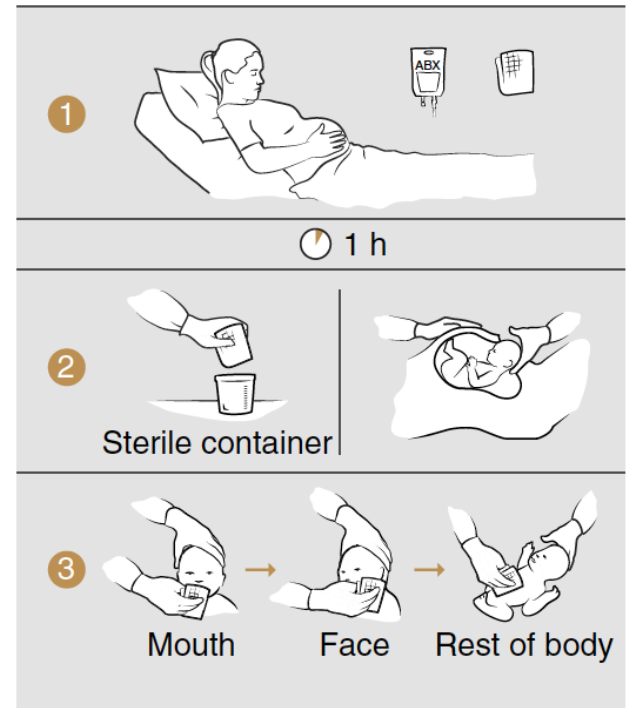 1
ABX
1 h
2
Sterile container
3
Mouth
Face
Rest of body